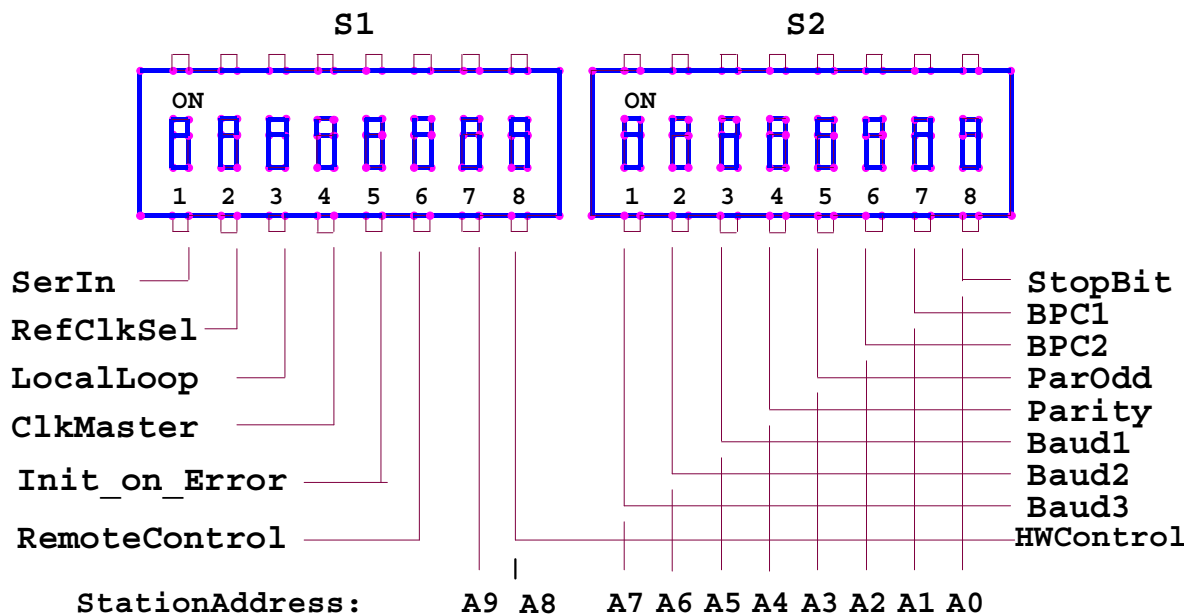 S1 S2
ON ON
1 2 3 4 5 6 7 8 1 2 3 4 5 6 7 8
SerIn StopBit
RefClkSel BPC1
BPC2
LocalLoop ParOdd
ClkMaster Parity
Baud1
Init_on_Error Baud2
Baud3
RemoteControl HWControl
StationAddress: A9 A8 A7 A6 A5 A4 A3 A2 A1 A0